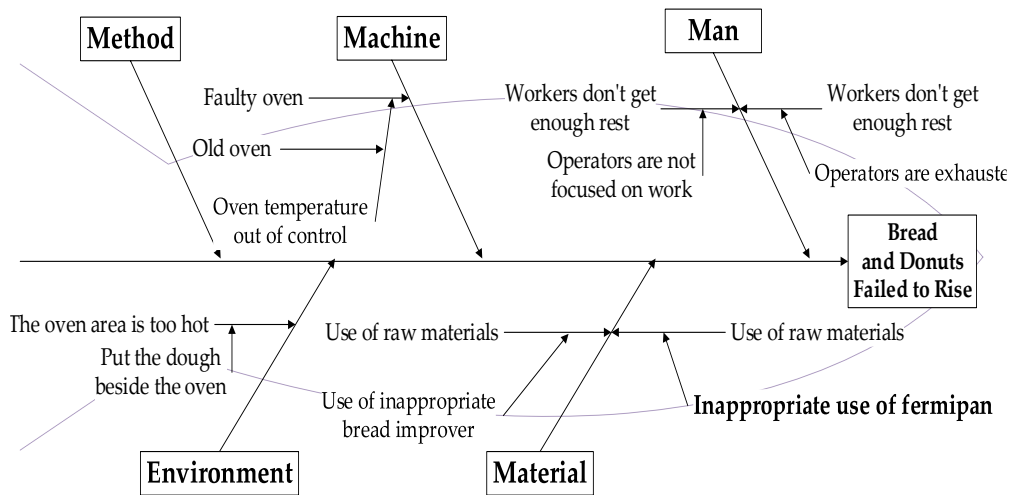 Method
Machine
Man
Faulty oven
Workers don't get
enough rest
Workers don't get
enough rest
Old oven
Operators are not
focused on work
Operators are exhauste
Oven temperature
out of control
Bread
and Donuts
Failed to Rise
The oven area is too hot
Put the dough
beside the oven
Use of raw materials
Use of raw materials
Use of inappropriate
bread improver
Inappropriate use of fermipan
Environment
Material